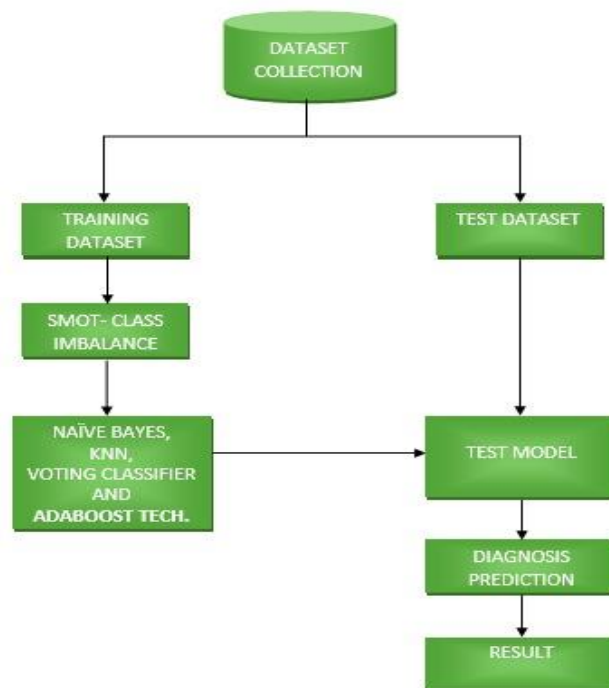 DATASET
COLLECTION
TRAINING
DATASET
TEST DATASET
SMOT- CLASS
IMBALANCE
NAÏVE BAYES,
KNN,
VOTING CLASSIFIER
AND
ADABOOST TECH.
TEST MODEL
DIAGNOSIS
PREDICTION
RESULT